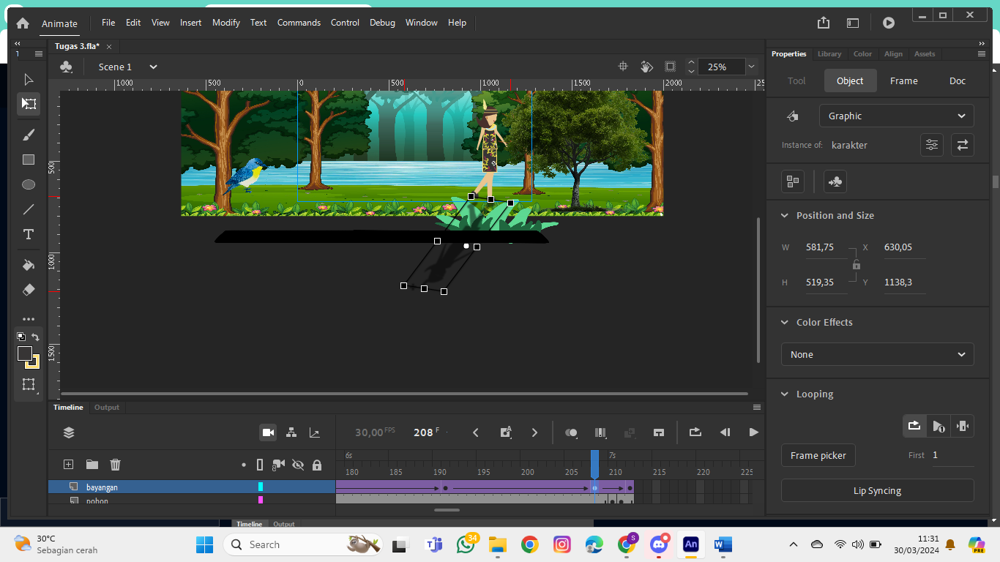 Animate File Edit View Insert Modify Text Commands Control Debug Window Help
1 Tugas 3.fla* × Properties Library Color Align Assets
Scene 1 25%
Tool Object Frame Doc
1000 500 0 500 1000 1500 2000 25
500
1000
1500
Graphic
Instance of: karakter
Position and Size
W 581,75 X 630,05
H 519,35 Y 1138,3
Color Effects
None
Looping
Frame picker First 1
Lip Syncing
Timeline Output
30,00 FPS 208 F
6s 7s
180 185 190 195 200 205 210 215 220 225
bayangan
pohon
Timeline Output
30°C
Sebagian cerah
Search
34
S
An
PRE
11:31
30/03/2024